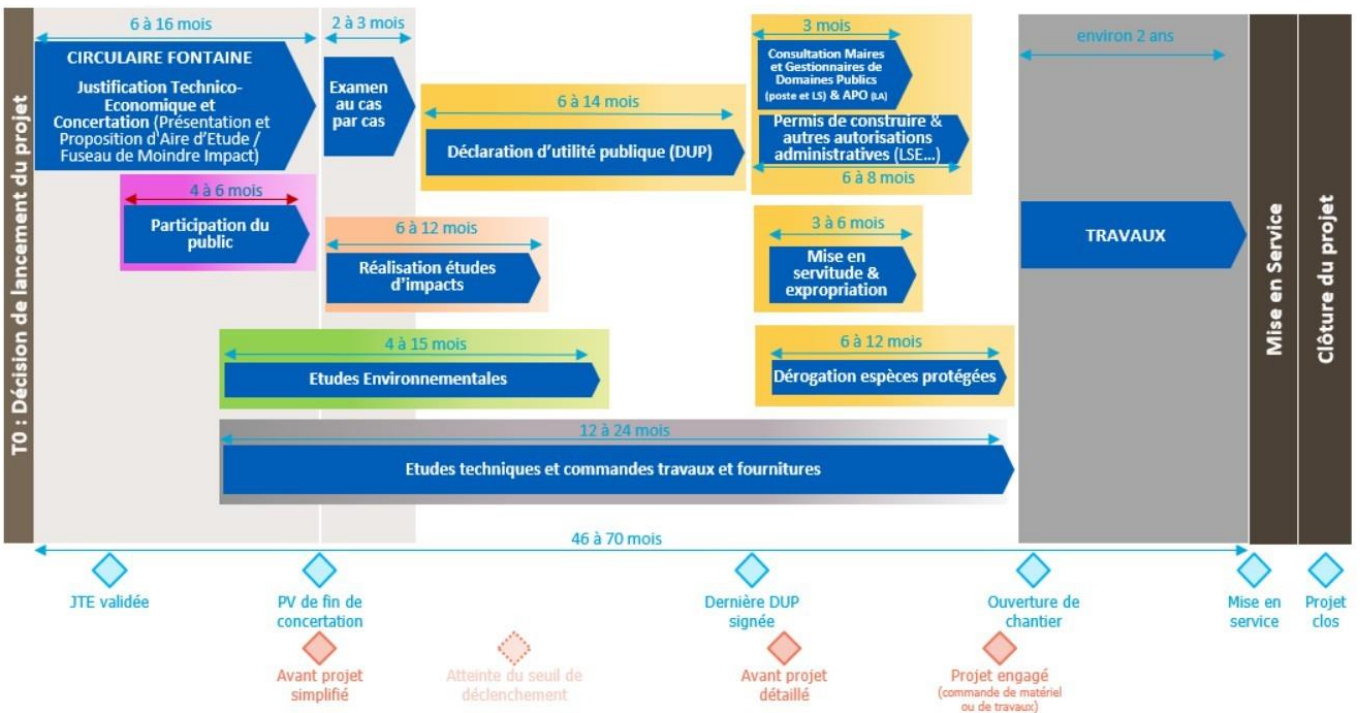 T0 : Décision de lancement du projet
6 à 16 mois
CIRCULAIRE FONTAINE
Justification Technico-
Economique et
Concertation (Présentation et
Proposition d'Aire d'Etude /
Fuseau de Moindre Impact)
2 à 3 mois
Examen
au cas
par cas
6 à 14 mois
Déclaration d'utilité publique (DUP)
3 mois
Consultation Maires
et Gestionnaires de
Domaines Publics
(poste et LS) & APO (LA)
Permis de construire &
autres autorisations
administratives (LSE...)
6 à 8 mois
environ 2 ans
TRAVAUX
Mise en Service
Clôture du projet
4 à 6 mois
Participation du
public
6 à 12 mois
Réalisation études
d'impacts
3 à 6 mois
Mise en
servitude &
expropriation
4 à 15 mois
Etudes Environnementales
6 à 12 mois
Dérogation espèces protégées
12 à 24 mois
Etudes techniques et commandes travaux et fournitures
46 à 70 mois
JTE validée
PV de fin de
concertation
Dernière DUP
signée
Ouverture de
chantier
Mise en
service
Projet
clos
Avant projet
simplifié
Atteinte du seuil de
déclenchement
Avant projet
détaillé
Projet engagé
(commande de matériel
ou de travaux)